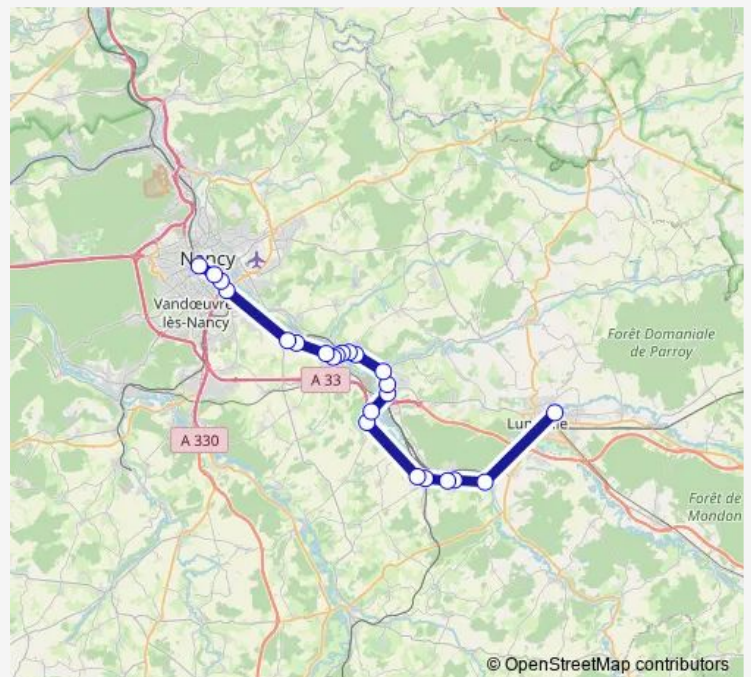 Nancy
Vandœuvre
lès-Nancy
Forêt Domaniale
de Parroy
A 33
A 330
Forêt de
Mondon
© OpenStreetMap contributors